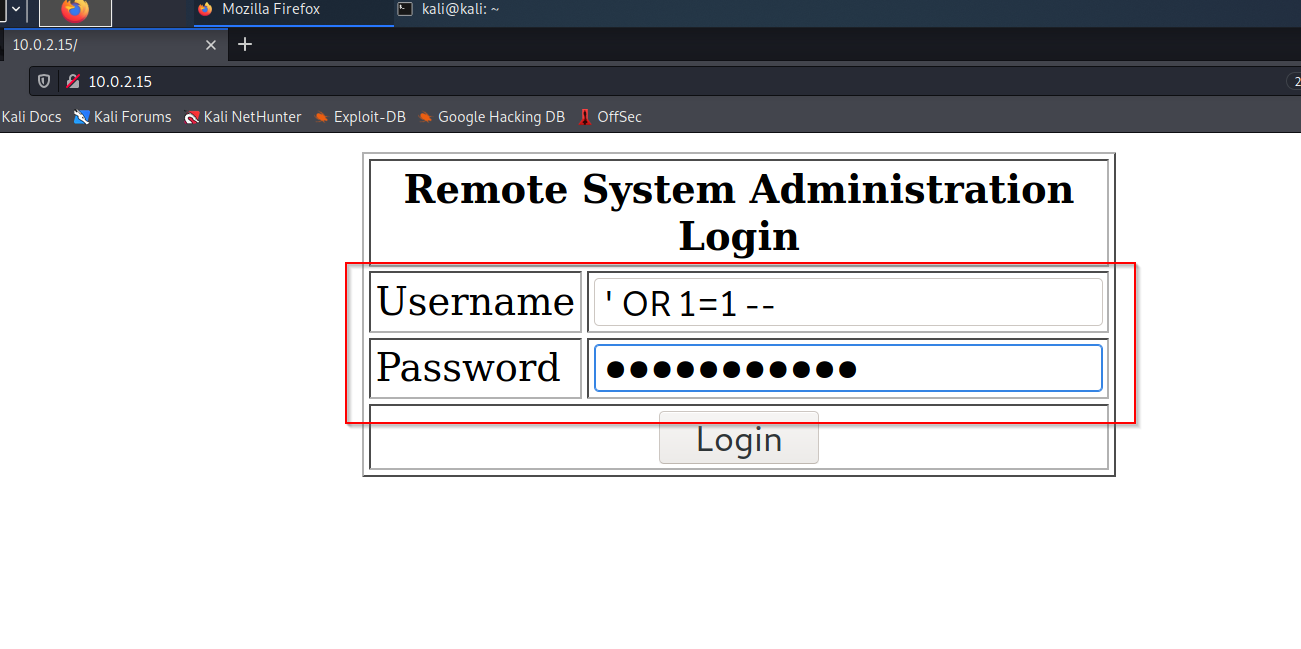 Mozilla Firefox kali@kali: ~
10.0.2.15/
10.0.2.15
Kali Docs Kali Forums Kali NetHunter Exploit-DB Google Hacking DB OffSec
Remote System Administration
Login
Username ' OR 1=1 --
Password ●●●●●●●●●●●
Login